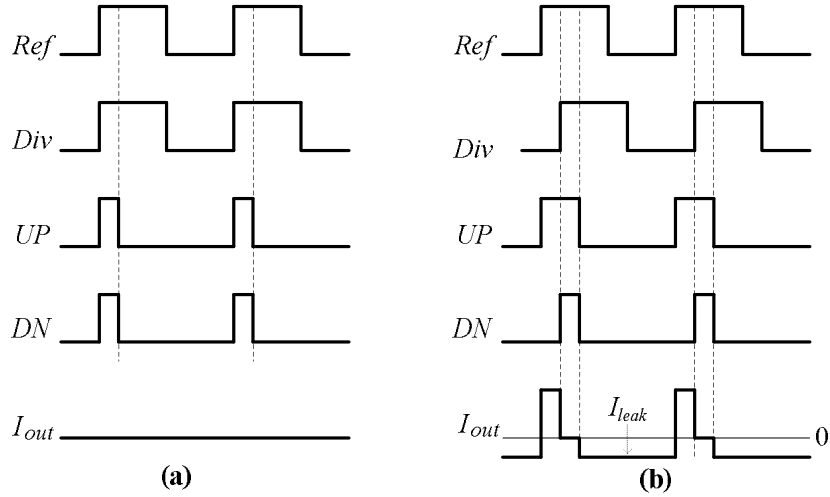 Ref
Div
UP
DN
Iout
(a)
Ref
Div
UP
DN
Iout
Ileak
0
(b)